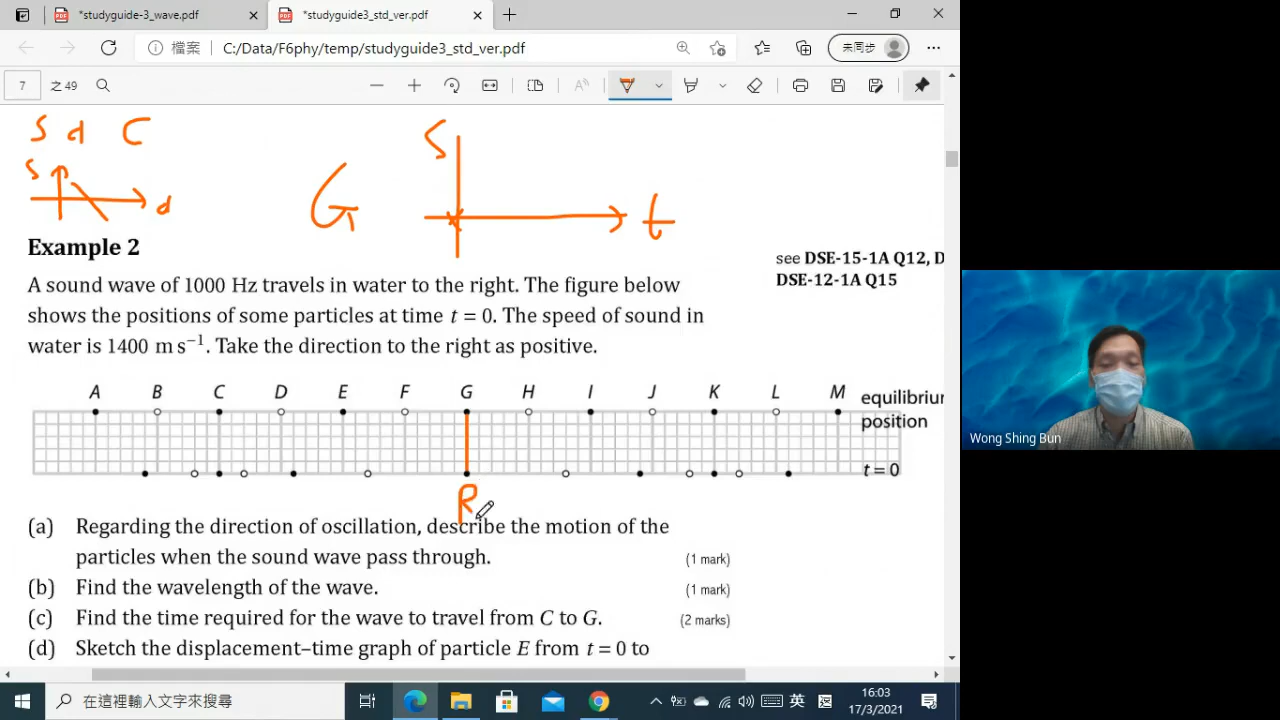 *studyguide-3_wave.pdf
*studyguide3_std_ver.pdf
檔案 C:/Data/F6phy/temp/studyguide3_std_ver.pdf
未同步
7 之 49
S d C
S
d
G
S
t
Example 2
A sound wave of 1000 Hz travels in water to the right. The figure below
shows the positions of some particles at time t = 0. The speed of sound in
water is 1400 m s⁻¹. Take the direction to the right as positive.
see DSE-15-1A Q12, D
DSE-12-1A Q15
A B C D E F G H I J K L M
equilibriur
position
t = 0
R
(a) Regarding the direction of oscillation, describe the motion of the
particles when the sound wave pass through. (1 mark)
(b) Find the wavelength of the wave. (1 mark)
(c) Find the time required for the wave to travel from C to G. (2 marks)
(d) Sketch the displacement–time graph of particle E from t = 0 to
Wong Shing Bun
在這裡輸入文字來搜尋
英
16:03
17/3/2021